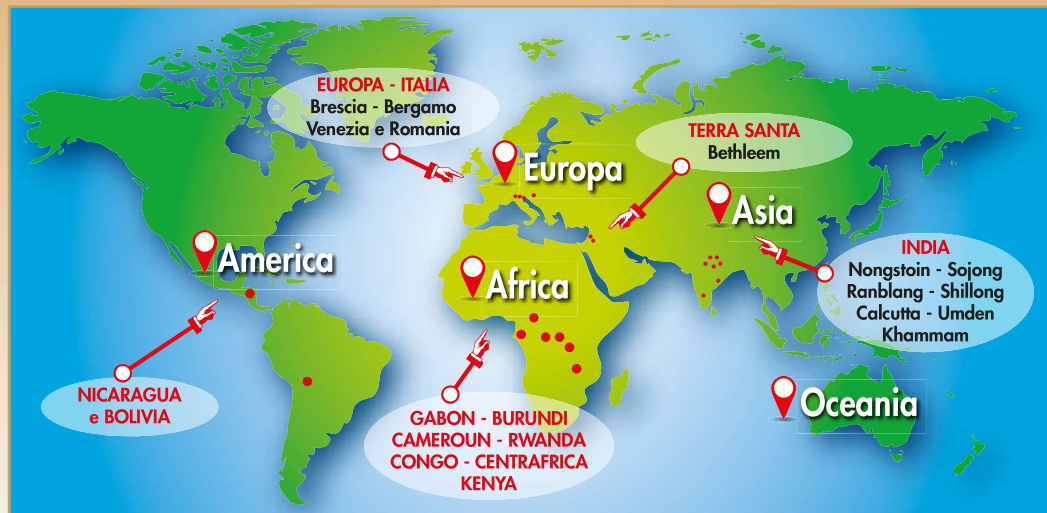 EUROPA - ITALIA
Brescia - Bergamo
Venezia e Romania
TERRA SANTA
Bethleem
Europa
Asia
America
Africa
INDIA
Nongstoin - Sojong
Ranblang - Shillong
Calcutta - Umden
Khammam
NICARAGUA
e BOLIVIA
GABON - BURUNDI
CAMEROUN - RWANDA
CONGO - CENTRAFRICA
KENYA
Oceania